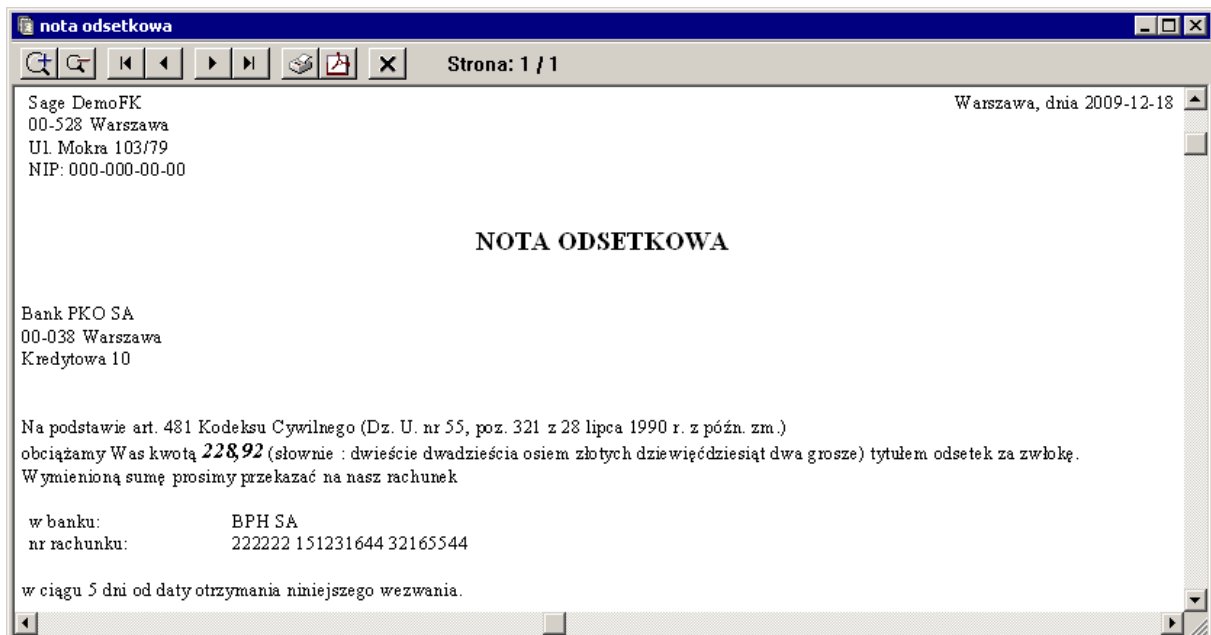 nota odsetkowa
Strona: 1 / 1
Sage DemoFK
Warszawa, dnia 2009-12-18
00-528 Warszawa
Ul. Mokra 103/79
NIP: 000-000-00-00
NOTA ODSETKOWA
Bank PKO SA
00-038 Warszawa
Kredytowa 10
Na podstawie art. 481 Kodeksu Cywilnego (Dz. U. nr 55, poz. 321 z 28 lipca 1990 r. z późn. zm.)
obciążamy Was kwotą 228,92 (słownie : dwieście dwadzieścia osiem złotych dziewięćdziesiąt dwa grosze) tytułem odsetek za zwłokę.
Wymienioną sumę prosimy przekazać na nasz rachunek
w banku: BPH SA
nr rachunku: 222222 151231644 32165544
w ciągu 5 dni od daty otrzymania niniejszego wezwania.